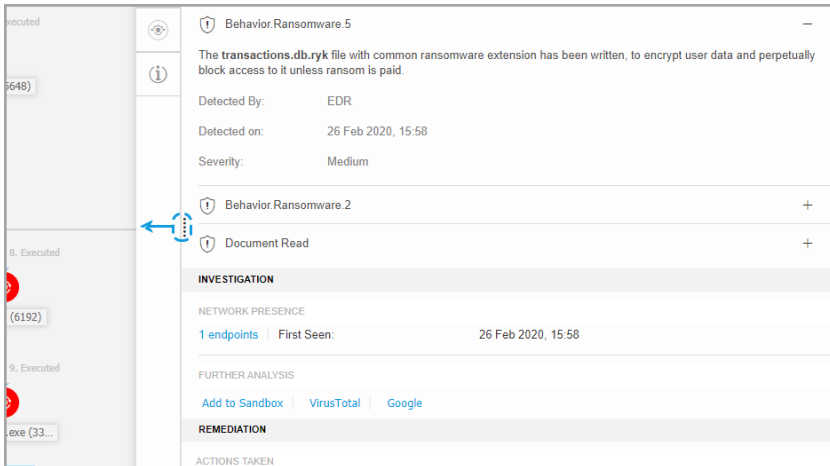 xecuted
5648)
8. Executed
(6192)
9. Executed
.exe (33...
Behavior.Ransomware.5
The transactions.db.ryk file with common ransomware extension has been written, to encrypt user data and perpetually
block access to it unless ransom is paid.
Detected By: EDR
Detected on: 26 Feb 2020, 15:58
Severity: Medium
Behavior.Ransomware.2
Document Read
INVESTIGATION
NETWORK PRESENCE
1 endpoints First Seen: 26 Feb 2020, 15:58
FURTHER ANALYSIS
Add to Sandbox VirusTotal Google
REMEDIATION
ACTIONS TAKEN